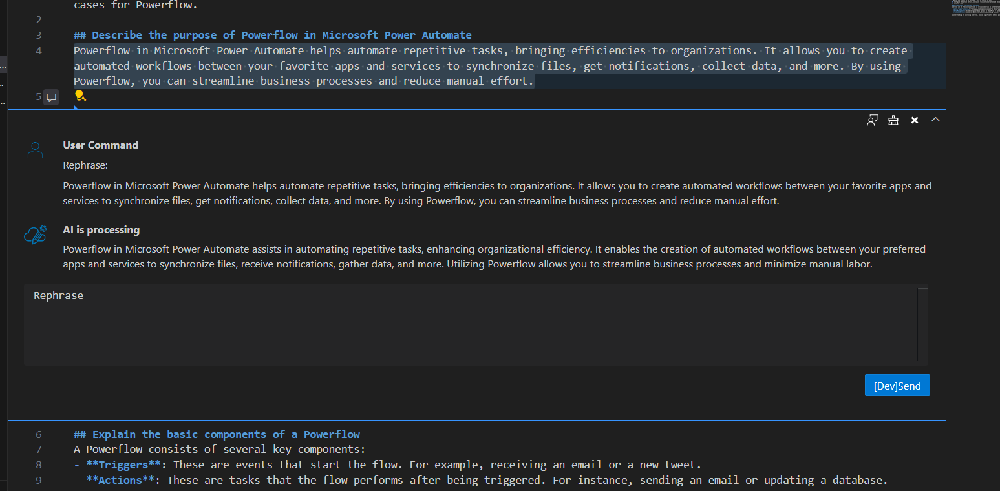 cases for Powerflow.
2
3 ## Describe the purpose of Powerflow in Microsoft Power Automate
4 Powerflow in Microsoft Power Automate helps automate repetitive tasks, bringing efficiencies to organizations. It allows you to create
automated workflows between your favorite apps and services to synchronize files, get notifications, collect data, and more. By using
Powerflow, you can streamline business processes and reduce manual effort.
5
User Command
Rephrase:
Powerflow in Microsoft Power Automate helps automate repetitive tasks, bringing efficiencies to organizations. It allows you to create automated workflows between your favorite apps and
services to synchronize files, get notifications, collect data, and more. By using Powerflow, you can streamline business processes and reduce manual effort.
AI is processing
Powerflow in Microsoft Power Automate assists in automating repetitive tasks, enhancing organizational efficiency. It enables the creation of automated workflows between your preferred
apps and services to synchronize files, receive notifications, gather data, and more. Utilizing Powerflow allows you to streamline business processes and minimize manual labor.
Rephrase
[Dev]Send
6 ## Explain the basic components of a Powerflow
7 A Powerflow consists of several key components:
8 - **Triggers**: These are events that start the flow. For example, receiving an email or a new tweet.
9 - **Actions**: These are tasks that the flow performs after being triggered. For instance, sending an email or updating a database.